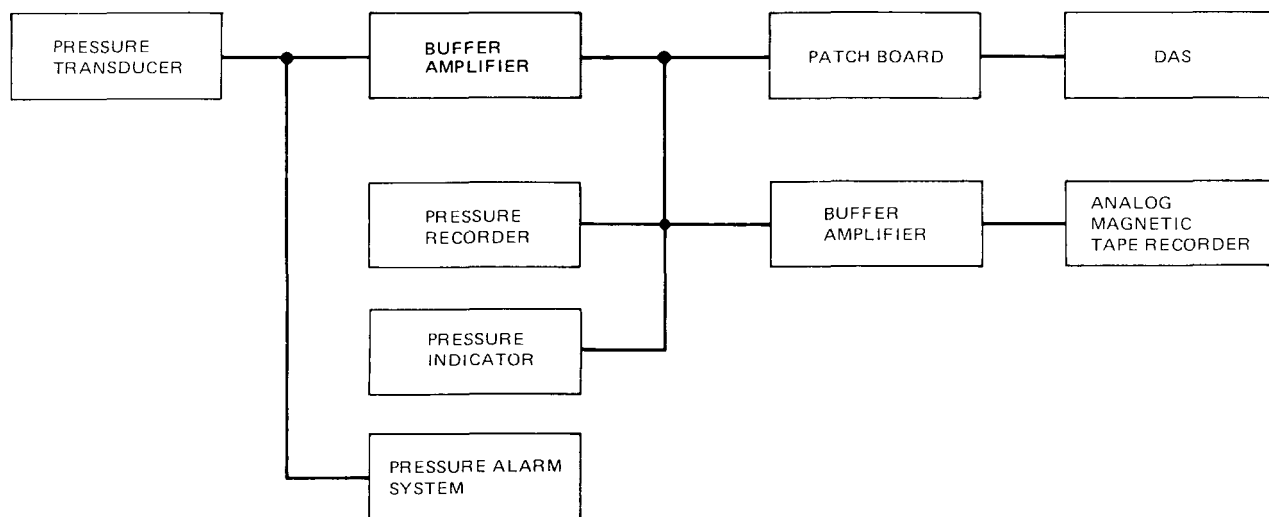 PRESSURE
TRANSDUCER
BUFFER
AMPLIFIER
PATCH BOARD
DAS
PRESSURE
RECORDER
BUFFER
AMPLIFIER
ANALOG
MAGNETIC
TAPE RECORDER
PRESSURE
INDICATOR
PRESSURE ALARM
SYSTEM